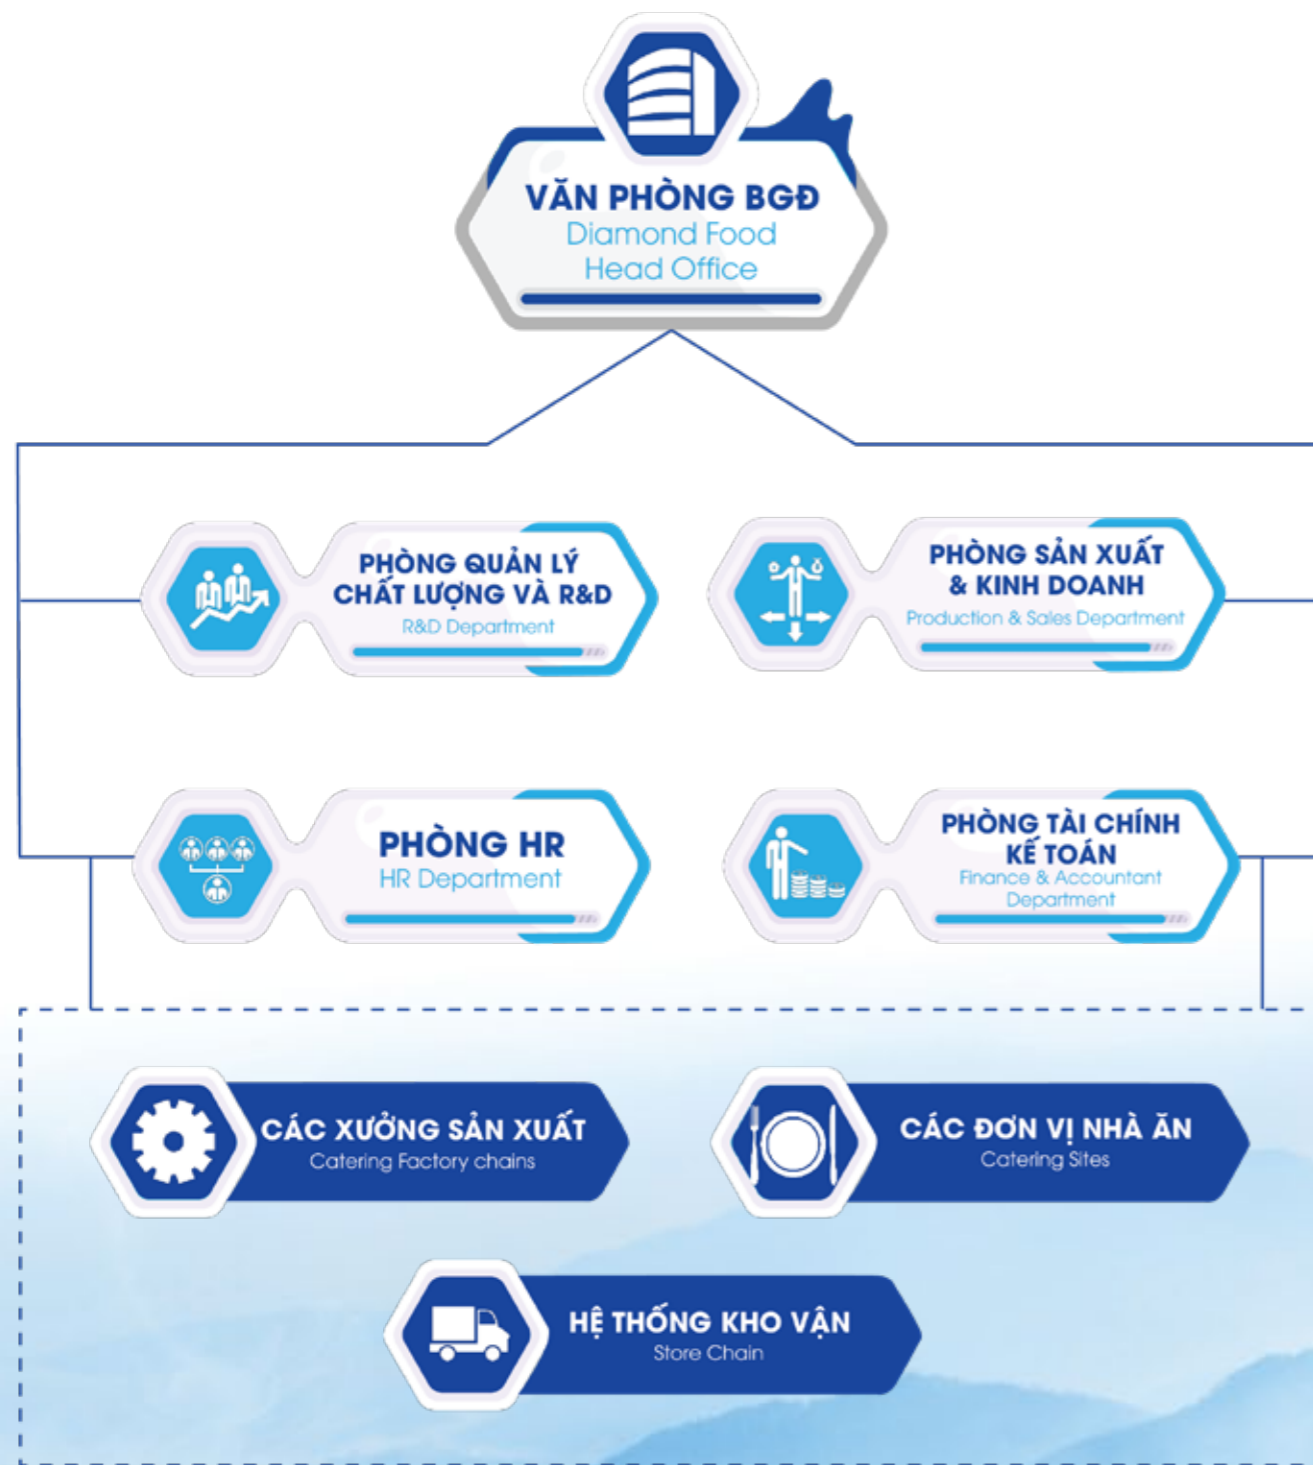 VĂN PHÒNG BGĐ
Diamond Food
Head Office
PHÒNG QUẢN LÝ
CHẤT LƯỢNG VÀ R&D
R&D Department
PHÒNG SẢN XUẤT
& KINH DOANH
Production & Sales Department
PHÒNG HR
HR Department
PHÒNG TÀI CHÍNH
KẾ TOÁN
Finance & Accountant
Department
CÁC XƯỞNG SẢN XUẤT
Catering Factory chains
CÁC ĐƠN VỊ NHÀ ĂN
Catering Sites
HỆ THỐNG KHO VẬN
Store Chain